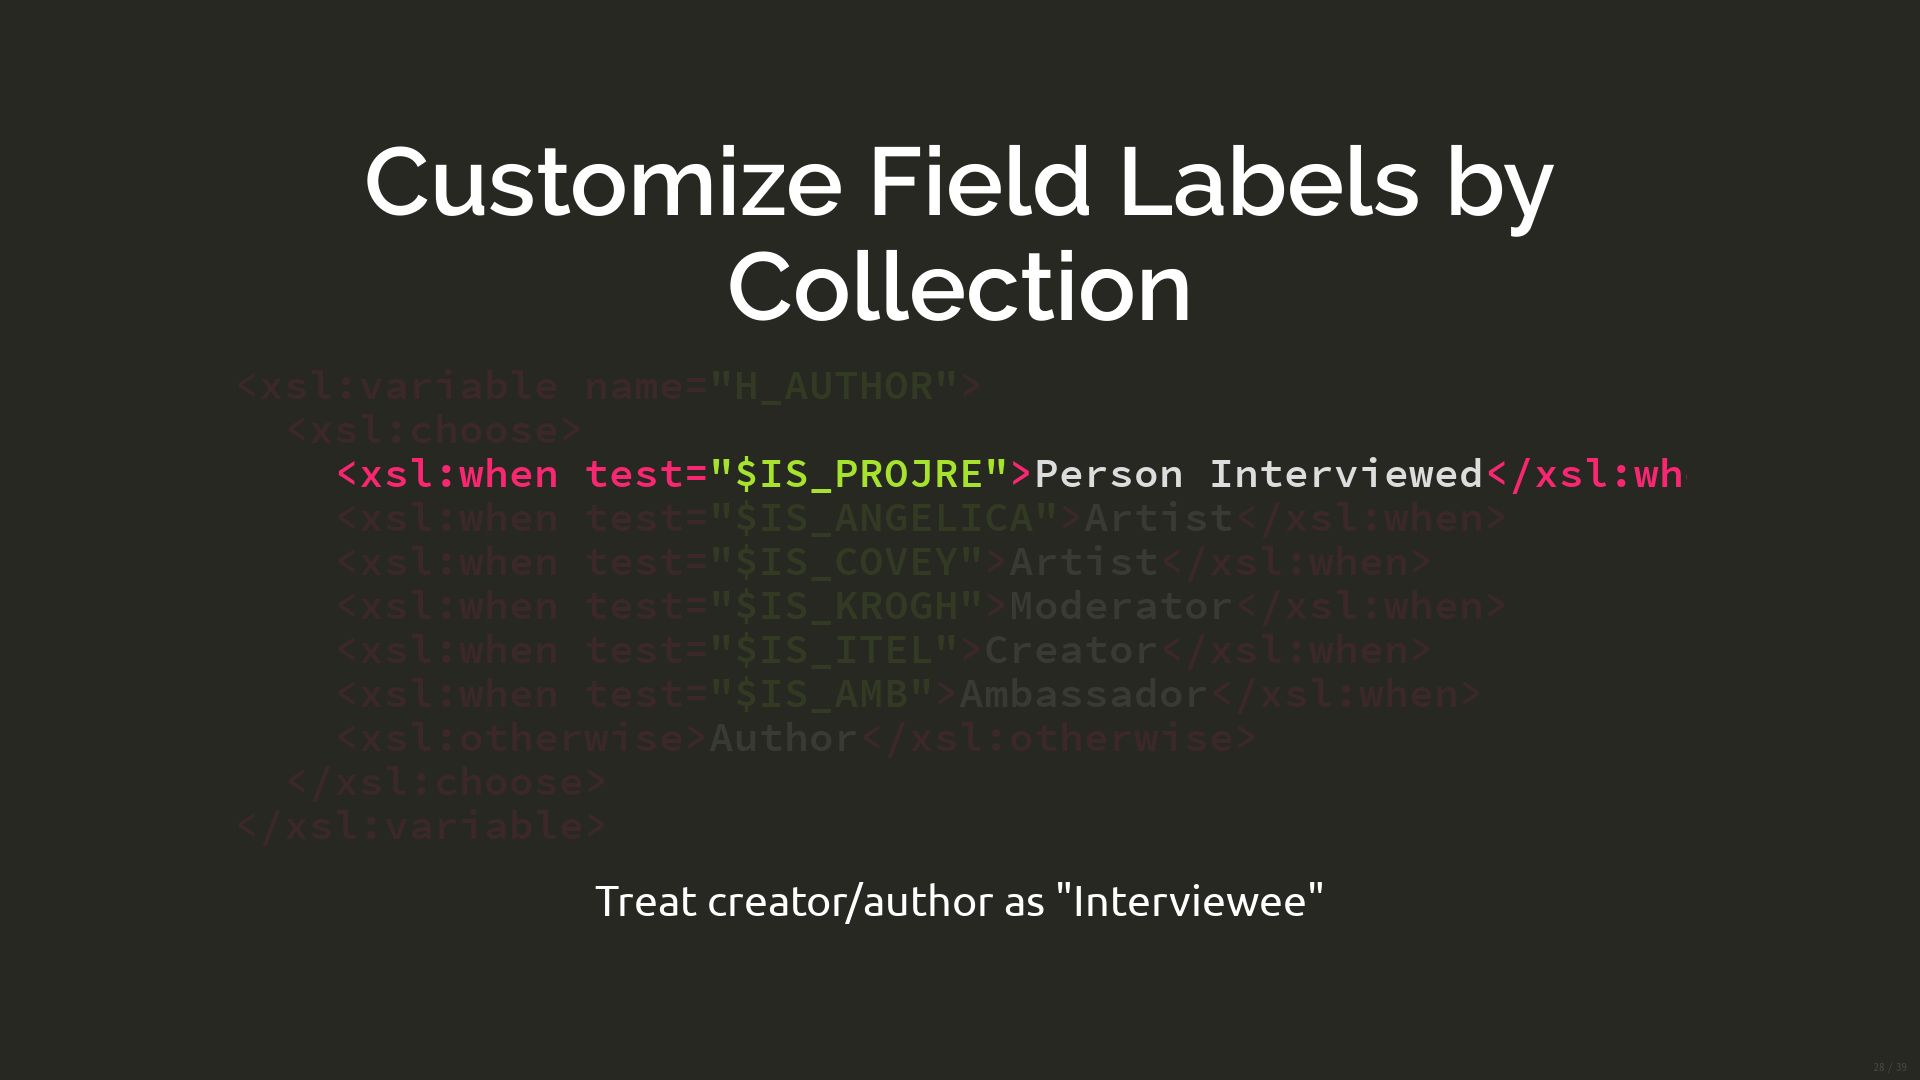 Customize Field Labels by
Collection
<xsl:variable name="H_AUTHOR">
  <xsl:choose>
    <xsl:when test="$IS_PROJRE">Person Interviewed</xsl:wh
    <xsl:when test="$IS_ANGELICA">Artist</xsl:when>
    <xsl:when test="$IS_COVEY">Artist</xsl:when>
    <xsl:when test="$IS_KROGH">Moderator</xsl:when>
    <xsl:when test="$IS_ITEL">Creator</xsl:when>
    <xsl:when test="$IS_AMB">Ambassador</xsl:when>
    <xsl:otherwise>Author</xsl:otherwise>
  </xsl:choose>
</xsl:variable>
Treat creator/author as "Interviewee"
28 / 39